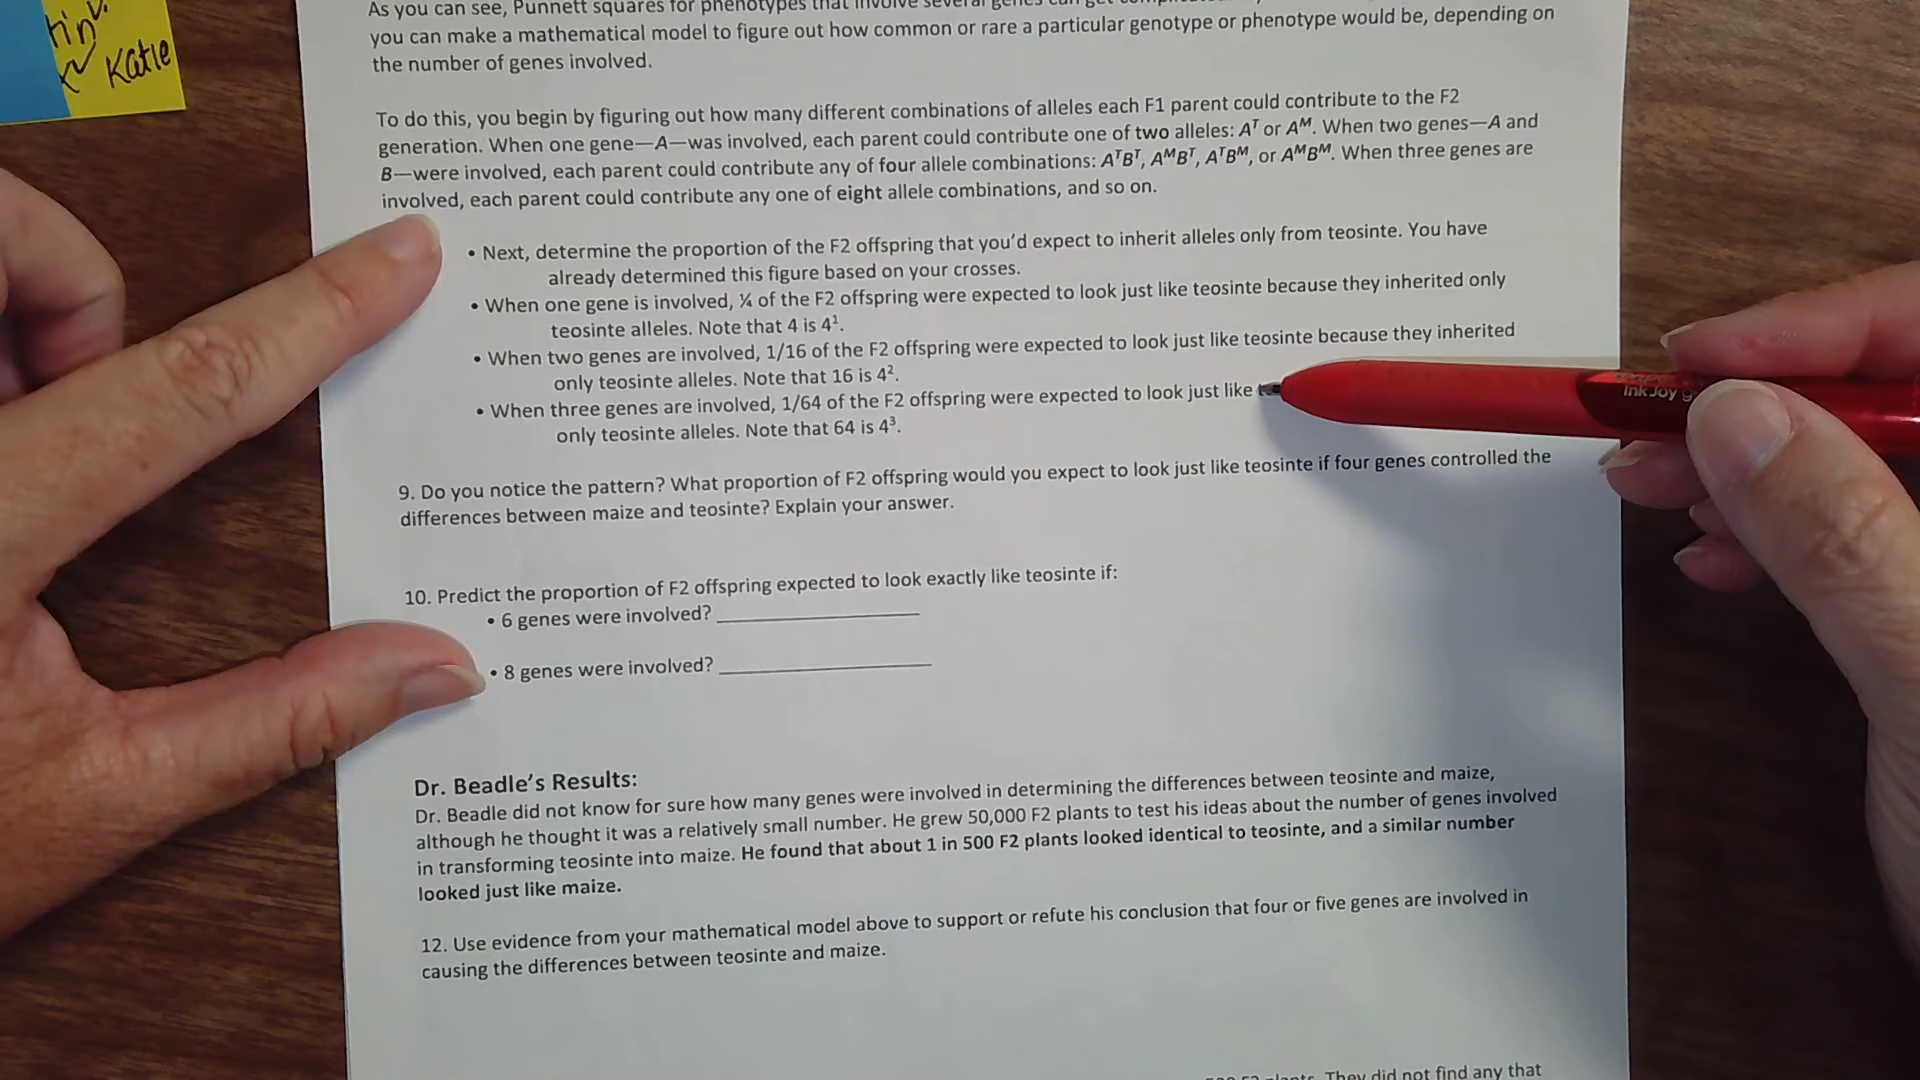 Katie
As you can see, Punnett squares for phenotypes that involve several genes can get
you can make a mathematical model to figure out how common or rare a particular genotype or phenotype would be, depending on
the number of genes involved.
To do this, you begin by figuring out how many different combinations of alleles each F1 parent could contribute to the F2
generation. When one gene—A—was involved, each parent could contribute one of two alleles: Aᵀ or Aᴹ. When two genes—A and
B—were involved, each parent could contribute any of four allele combinations: AᵀBᵀ, AᴹBᵀ, AᵀBᴹ, or AᴹBᴹ. When three genes are
involved, each parent could contribute any one of eight allele combinations, and so on.
• Next, determine the proportion of the F2 offspring that you’d expect to inherit alleles only from teosinte. You have
already determined this figure based on your crosses.
• When one gene is involved, ¼ of the F2 offspring were expected to look just like teosinte because they inherited only
teosinte alleles. Note that 4 is 4¹.
• When two genes are involved, 1/16 of the F2 offspring were expected to look just like teosinte because they inherited
only teosinte alleles. Note that 16 is 4².
• When three genes are involved, 1/64 of the F2 offspring were expected to look just like
only teosinte alleles. Note that 64 is 4³.
InkJoy
9. Do you notice the pattern? What proportion of F2 offspring would you expect to look just like teosinte if four genes controlled the
differences between maize and teosinte? Explain your answer.
10. Predict the proportion of F2 offspring expected to look exactly like teosinte if:
• 6 genes were involved?
• 8 genes were involved?
Dr. Beadle’s Results:
Dr. Beadle did not know for sure how many genes were involved in determining the differences between teosinte and maize,
although he thought it was a relatively small number. He grew 50,000 F2 plants to test his ideas about the number of genes involved
in transforming teosinte into maize. He found that about 1 in 500 F2 plants looked identical to teosinte, and a similar number
looked just like maize.
12. Use evidence from your mathematical model above to support or refute his conclusion that four or five genes are involved in
causing the differences between teosinte and maize.
They did not find any that